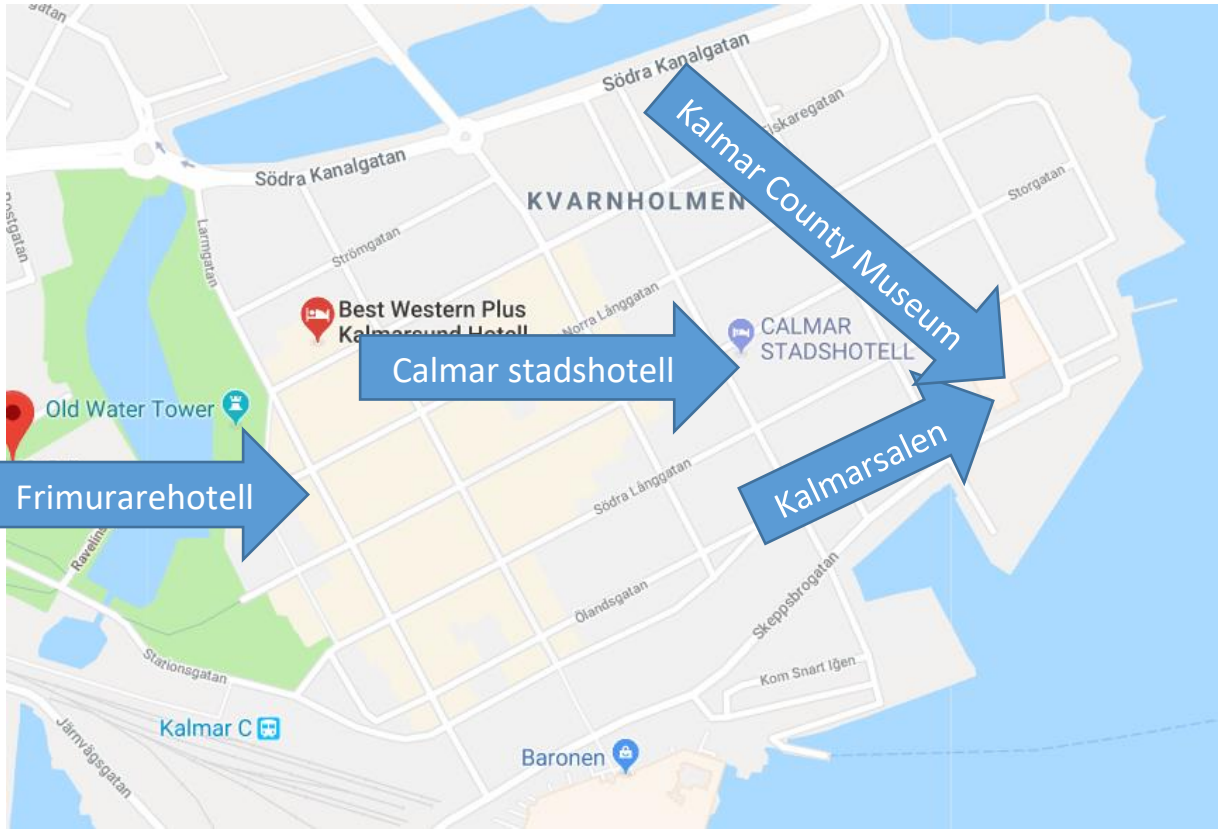 Södra Kanalgatan
Fiskaregatan
Kalmar County Museum
Södra Kanalgatan
KVARNHOLMEN
Storgatan
Larmgatan
Strömgatan
Best Western Plus
Kalmarsund Hotell
Norra Långgatan
CALMAR
STADSHOTELL
Calmar stadshotell
Old Water Tower
Kalmarsalen
Frimurarehotell
Södra Långgatan
Ölandsgatan
Skeppsbrogatan
Stationsgatan
Kom Snart Igen
Kalmar C
Järnvägsgatan
Baronen